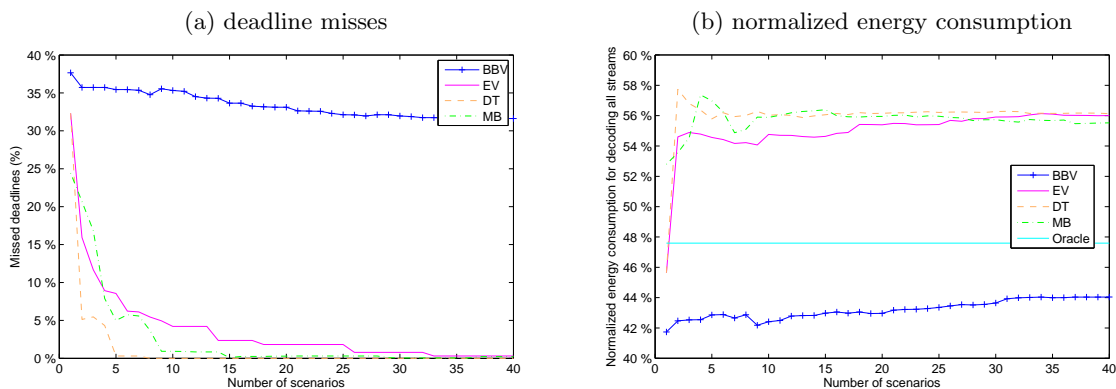 (a) deadline misses
40 %
35 %
30 %
25 %
20 %
15 %
10 %
5 %
0 %
Missed deadlines (%)
0 5 10 15 20 25 30 35 40
Number of scenarios
BBV
EV
DT
MB
(b) normalized energy consumption
60 %
58 %
56 %
54 %
52 %
50 %
48 %
46 %
44 %
42 %
40 %
Normalized energy consumption for decoding all streams
0 5 10 15 20 25 30 35 40
Number of scenarios
BBV
EV
DT
MB
Oracle